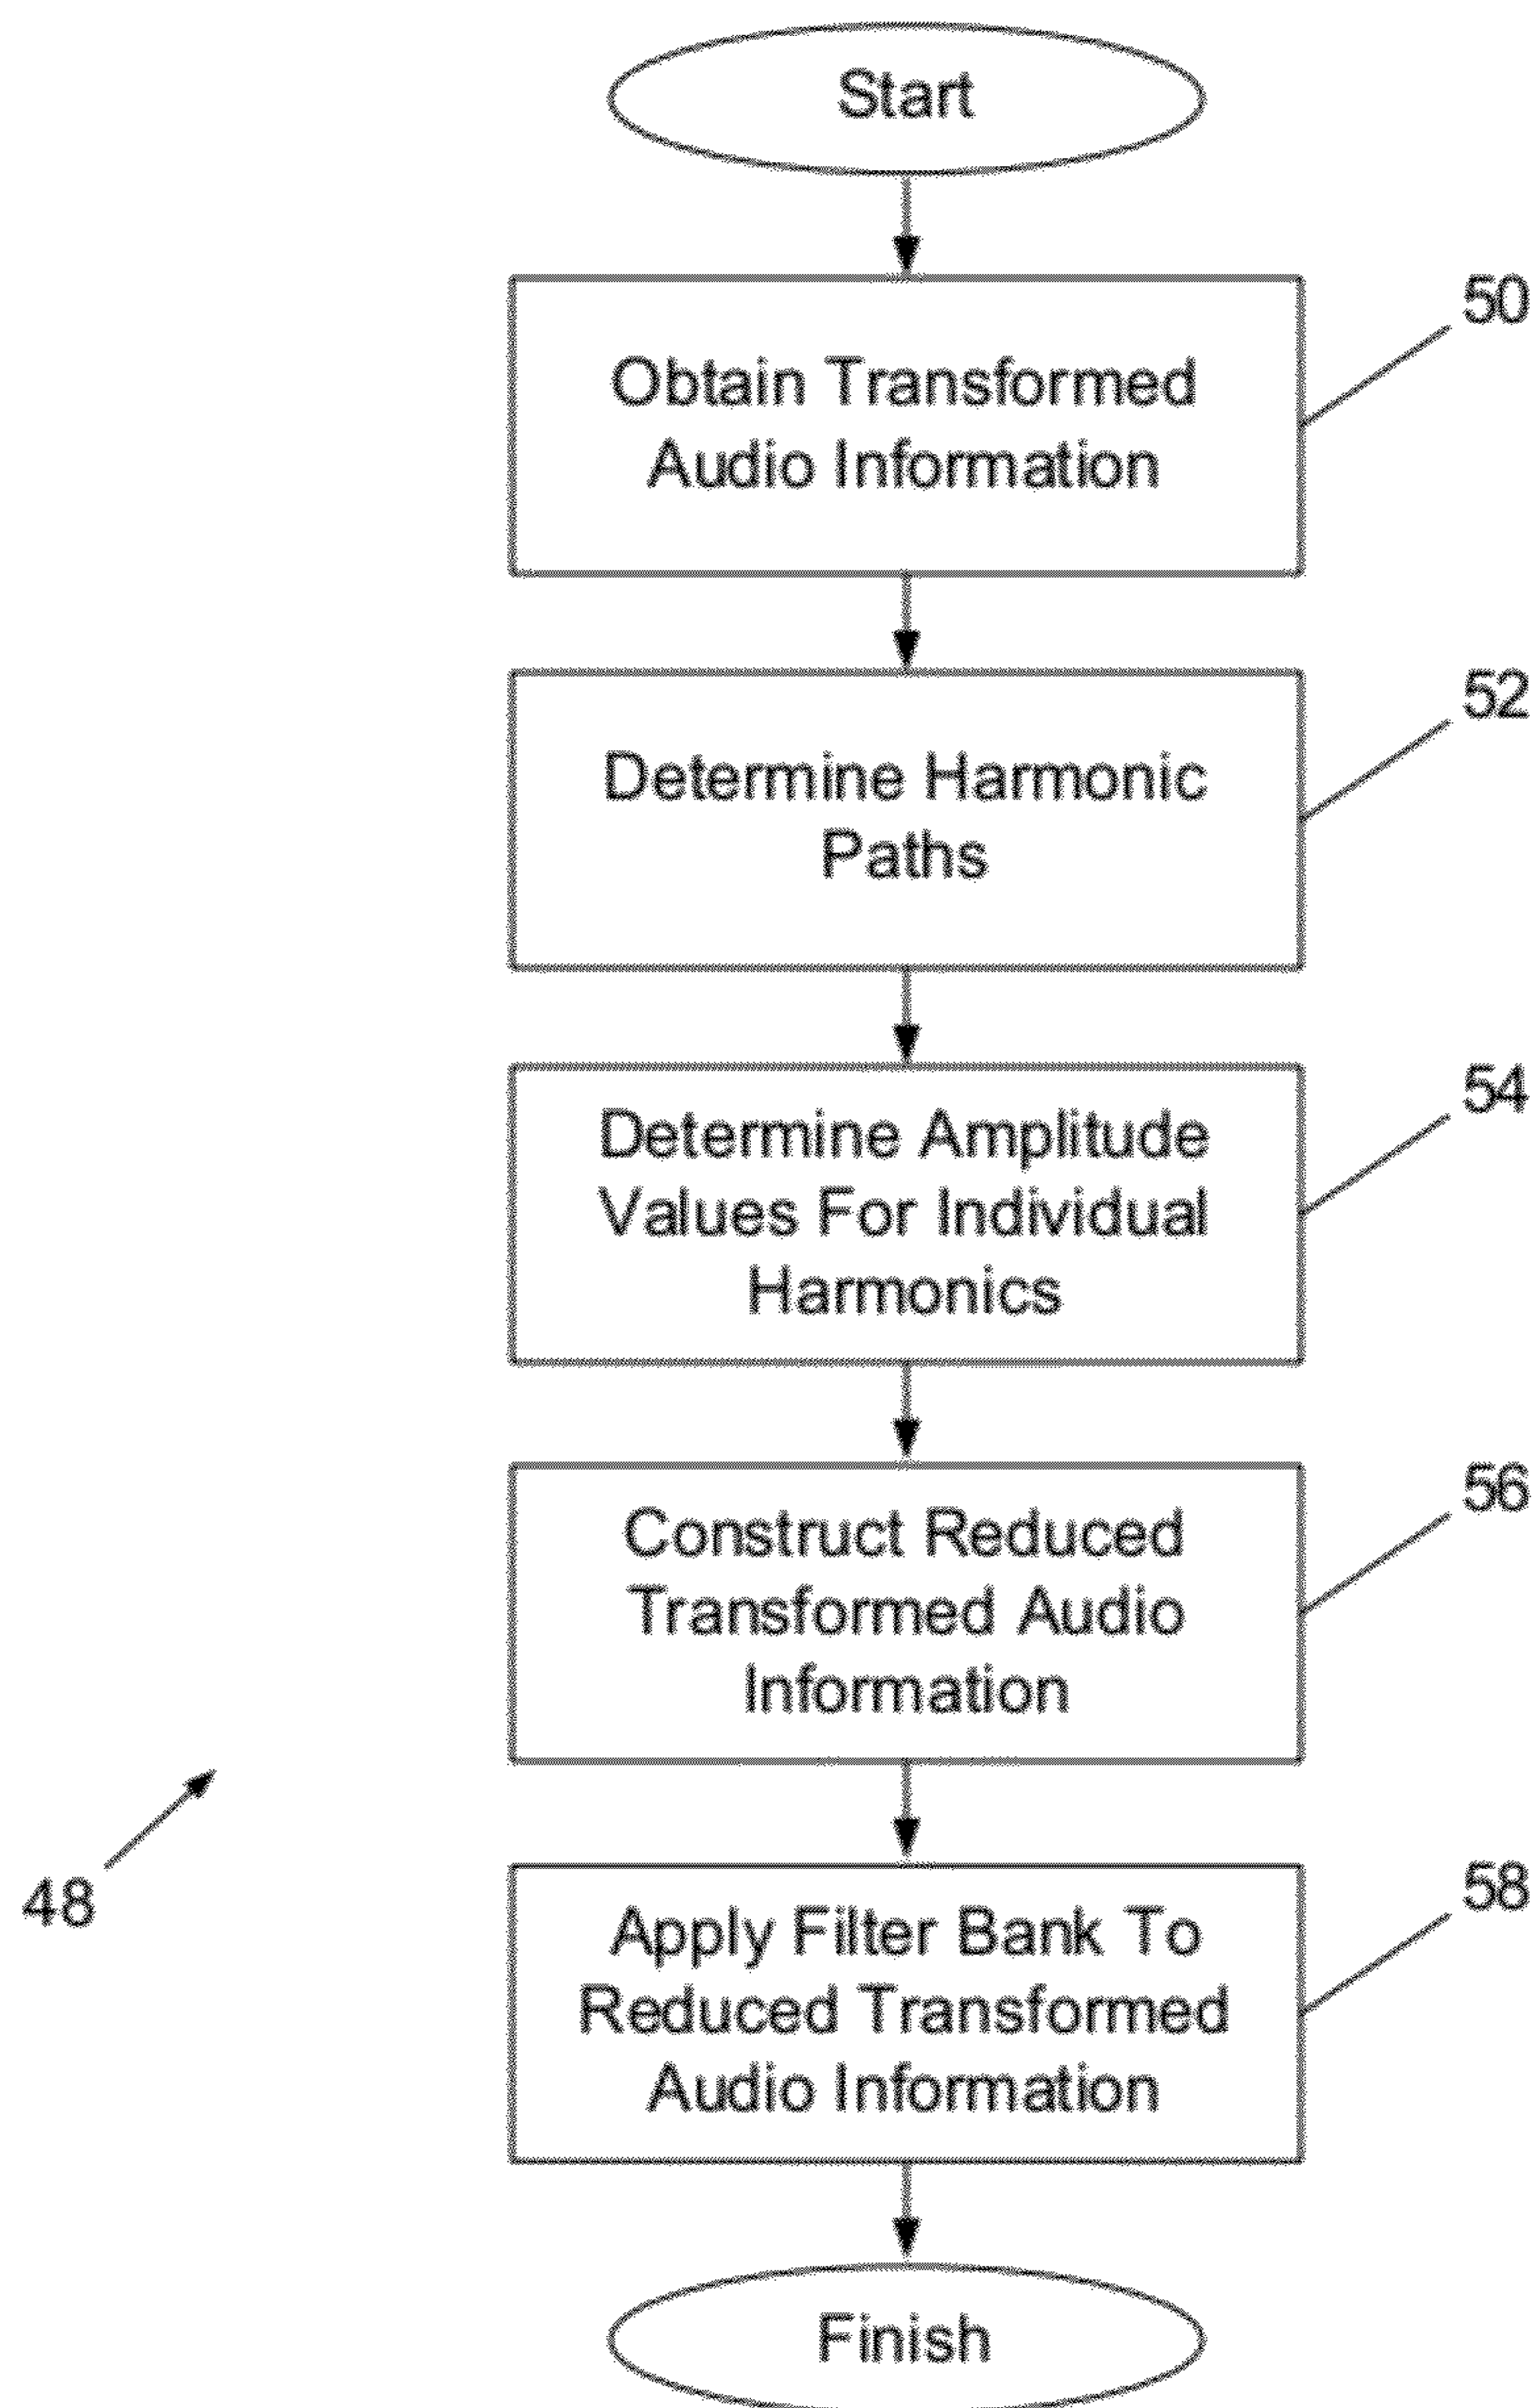 Start
50
Obtain Transformed
Audio Information
52
Determine Harmonic
Paths
54
Determine Amplitude
Values For Individual
Harmonics
56
Construct Reduced
Transformed Audio
Information
48
58
Apply Filter Bank To
Reduced Transformed
Audio Information
Finish